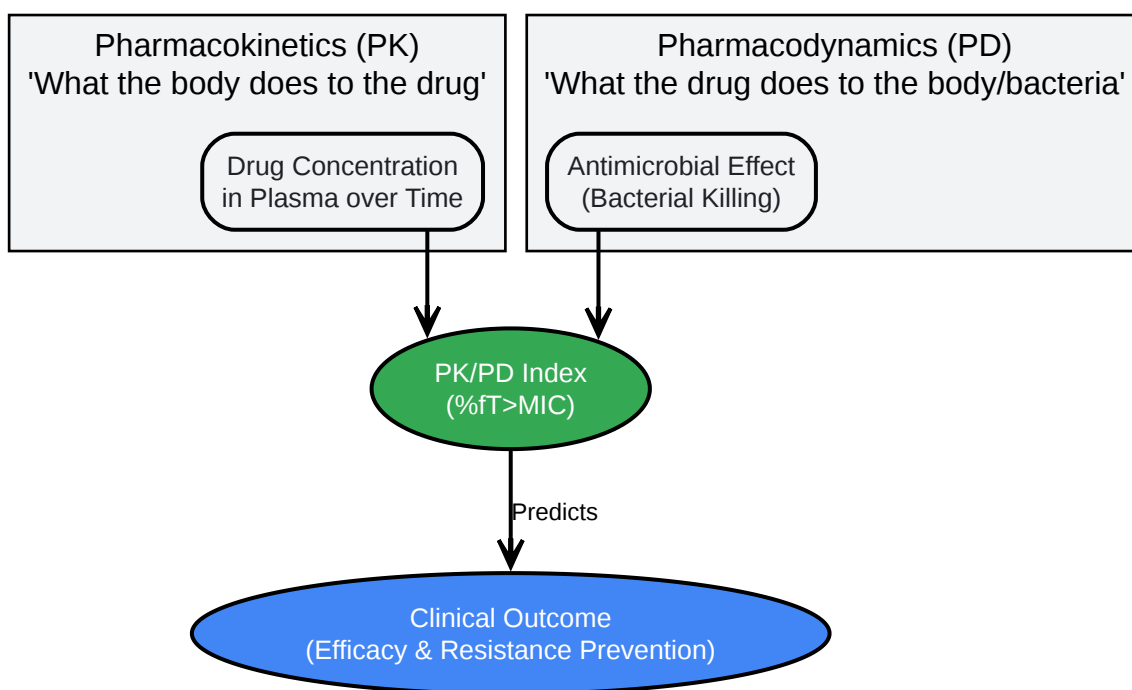 Pharmacokinetics (PK)
'What the body does to the drug'
Drug Concentration
in Plasma over Time
Pharmacodynamics (PD)
'What the drug does to the body/bacteria'
Antimicrobial Effect
(Bacterial Killing)
PK/PD Index
(%fT>MIC)
Predicts
Clinical Outcome
(Efficacy & Resistance Prevention)